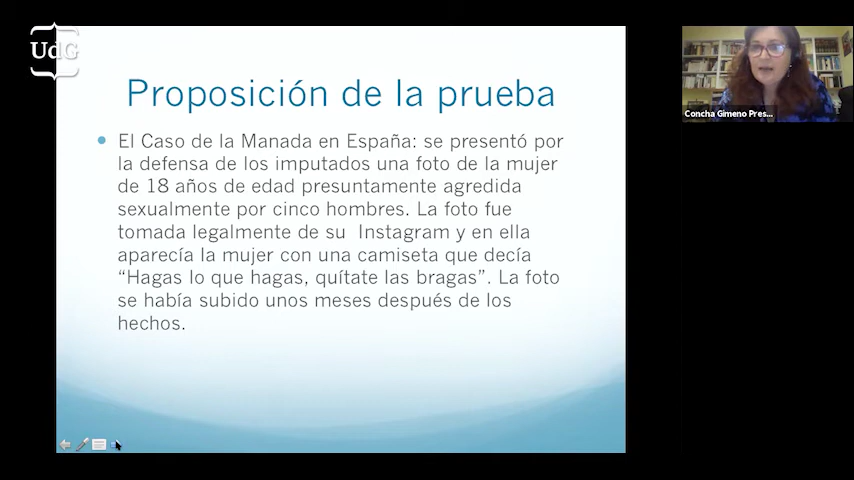 UdG
Proposición de la prueba
El Caso de la Manada en España: se presentó por
la defensa de los imputados una foto de la mujer
de 18 años de edad presuntamente agredida
sexualmente por cinco hombres. La foto fue
tomada legalmente de su  Instagram y en ella
aparecía la mujer con una camiseta que decía
“Hagas lo que hagas, quítate las bragas”. La foto
se había subido unos meses después de los
hechos.
Concha Gimeno Pres...